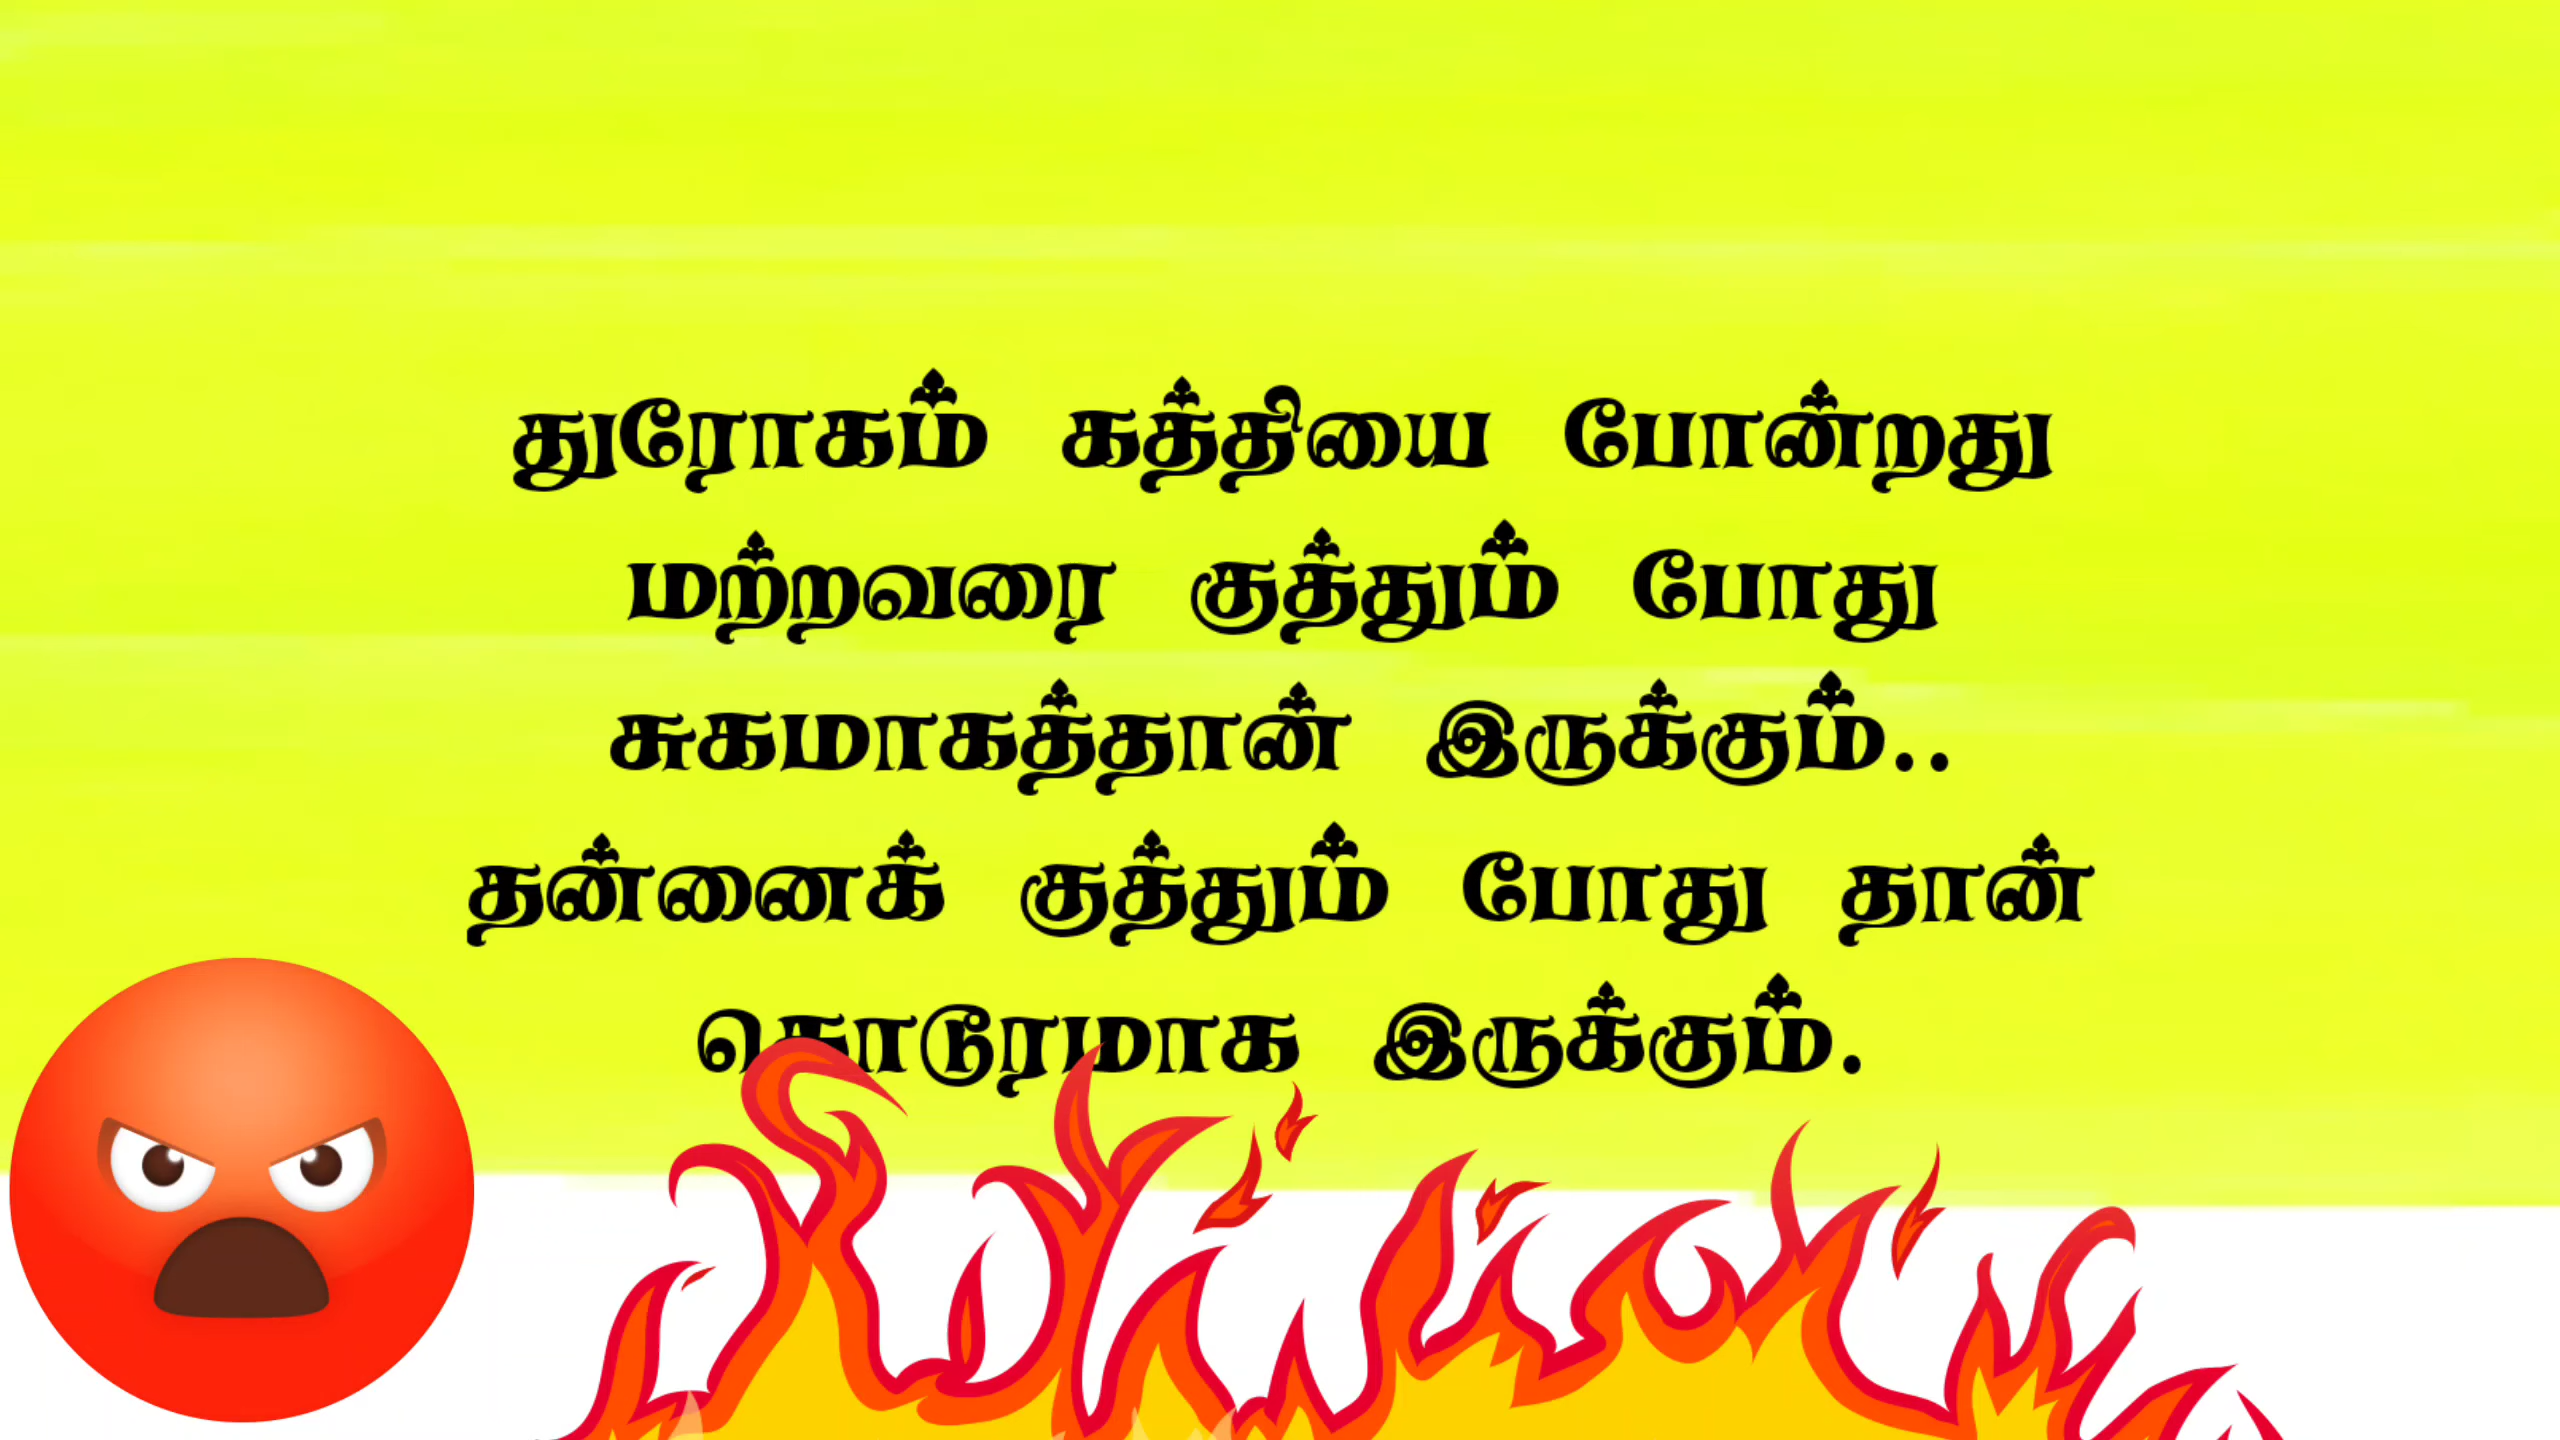 துரோகம் கத்தியை போன்றது
மற்றவரை குத்தும் போது
சுகமாகத்தான் இருக்கும்..
தன்னைக் குத்தும் போது தான்
கொடூரமாக இருக்கும்.